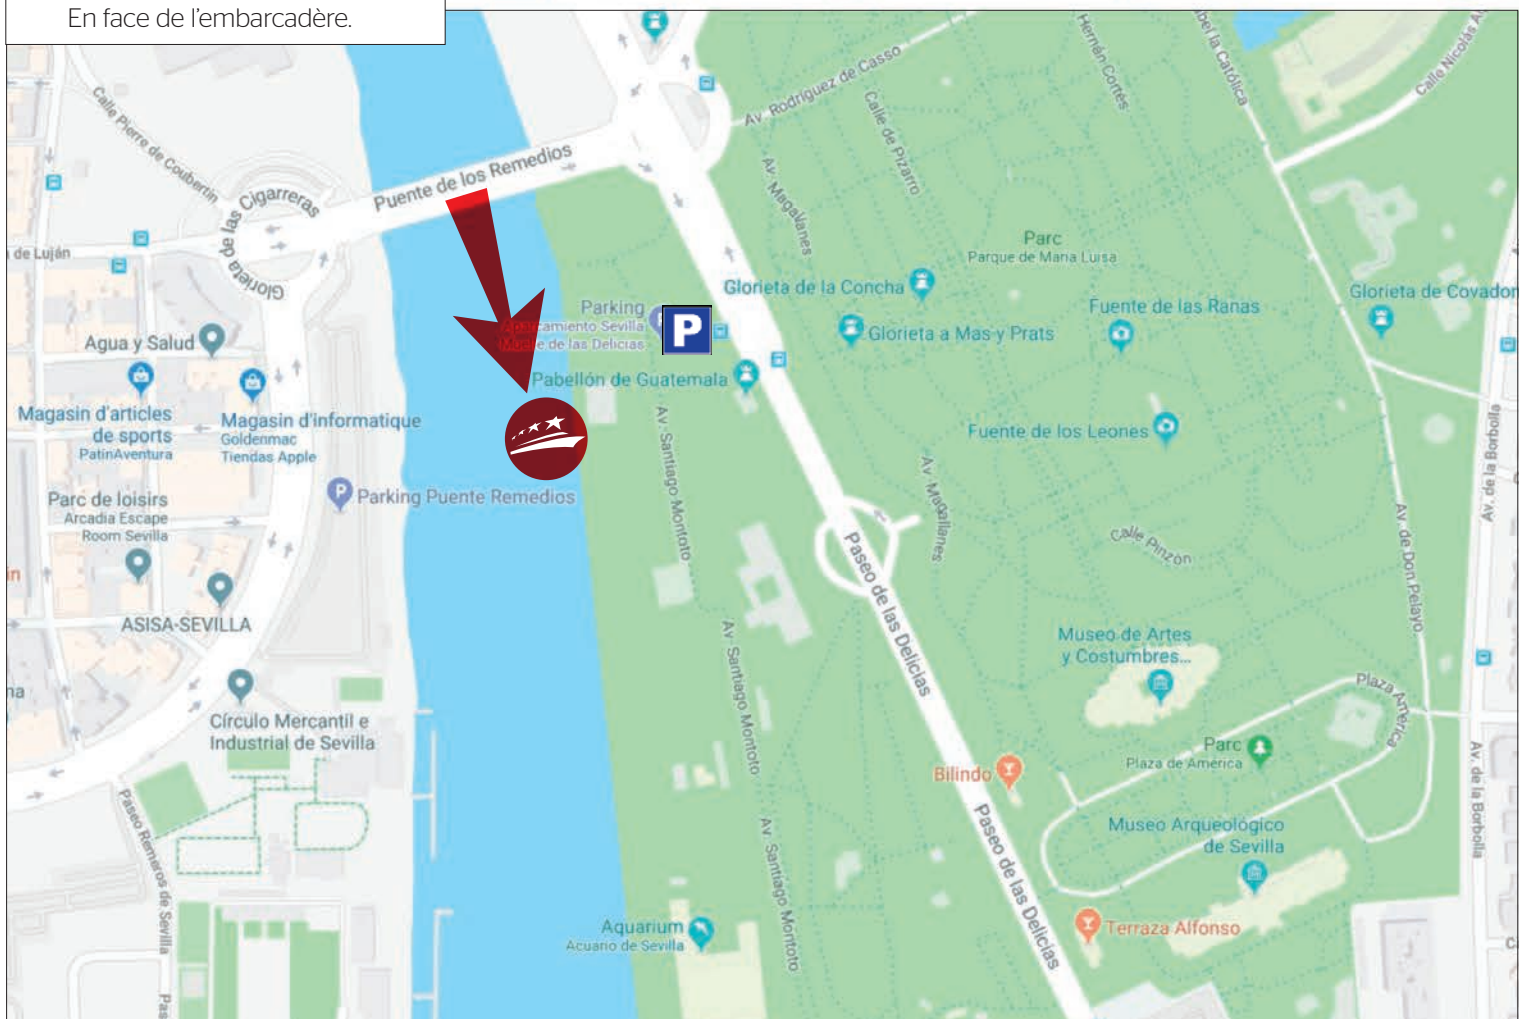 En face de l'embarcadère.
Hernán Cortés
Calle Nicolás
Av. Rodríguez de Casso
Calle de Pizarro
Calle Pierre de Coubertin
Puente de los Remedios
Glorieta de las Cigarreras
de Luján
Av. Magallanes
Parc
Parque de María Luisa
Glorieta de la Concha
Fuente de las Ranas
Glorieta de Covadon
Parking
Aparcamiento Sevilla
Muelle de las Delicias
P
Glorieta a Mas y Prats
Agua y Salud
Pabellón de Guatemala
Magasin d'articles
de sports
PatinAventura
Magasin d'informatique
Goldenmac
Tiendas Apple
Fuente de los Leones
Av. Santiago Montoto
Av. de la Borbolla
Parc de loisirs
Arcadia Escape
Room Sevilla
P
Parking Puente Remedios
Av. Magallanes
Calle Pinzón
Av. de Don Pelayo
Paseo de las Delicias
ASISA-SEVILLA
Museo de Artes
y Costumbres...
Av. Santiago Montoto
Plaza América
Círculo Mercantil e
Industrial de Sevilla
Parc
Plaza de América
Bilindo
Av. de la Borbolla
Paseo Remeros de Sevilla
Av. Santiago Montoto
Paseo de las Delicias
Museo Arqueológico
de Sevilla
Aquarium
Acuario de Sevilla
Terraza Alfonso
Pas